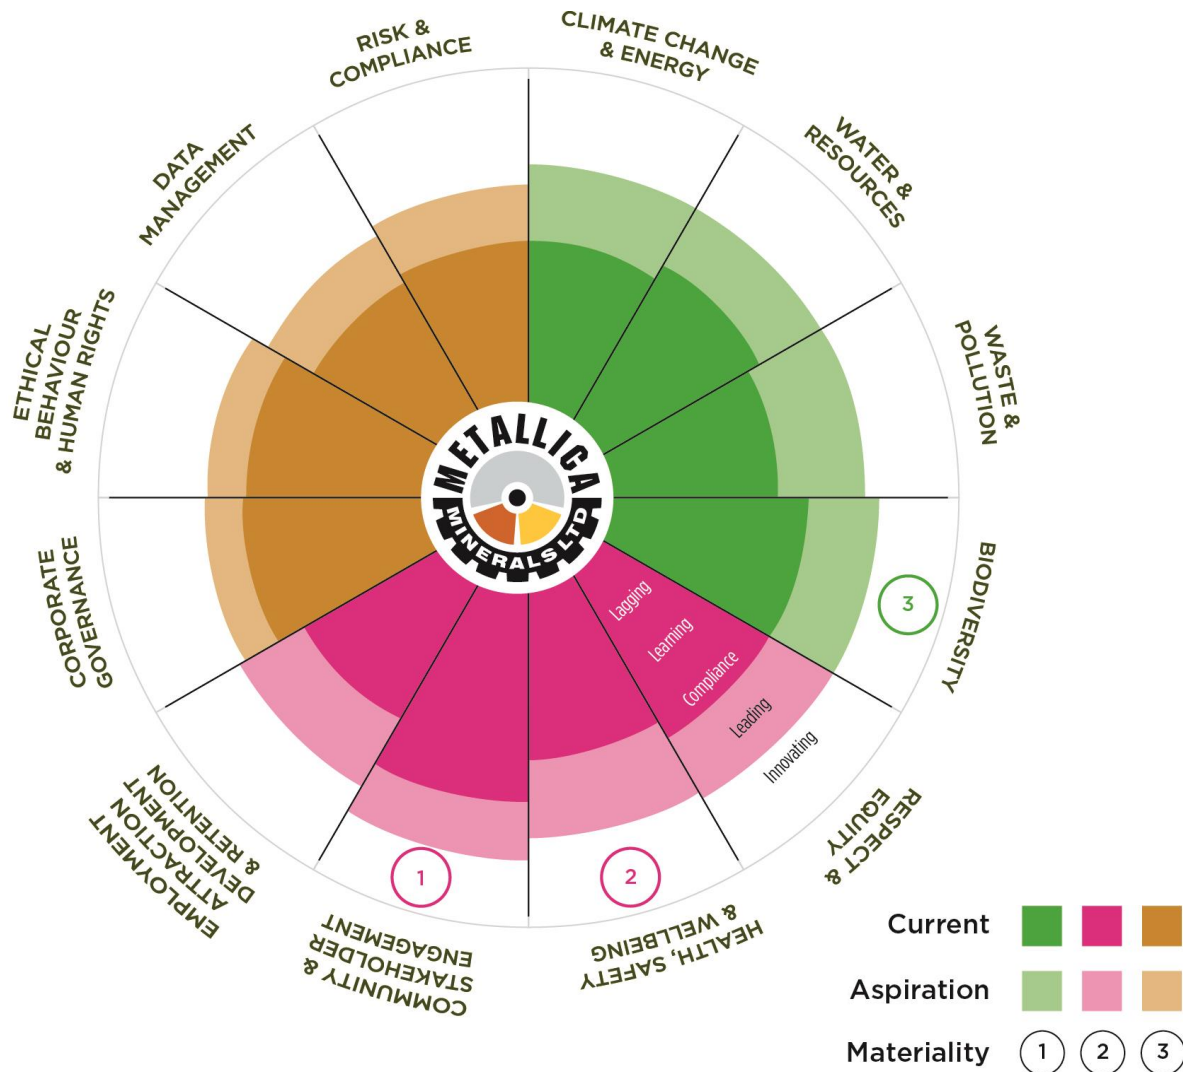 RISK &
COMPLIANCE
CLIMATE CHANGE
& ENERGY
WATER &
RESOURCES
WASTE &
POLLUTION
BIODIVERSITY
3
RESPECT &
EQUITY
HEALTH, SAFETY
& WELLBEING
2
COMMUNITY &
STAKEHOLDER
ENGAGEMENT
1
EMPLOYMENT
ATTRACTION
DEVELOPMENT
& RETENTION
CORPORATE
GOVERNANCE
ETHICAL
BEHAVIOUR
& HUMAN RIGHTS
DATA
MANAGEMENT
METALLICA
MINERALS LTD
Lagging
Learning
Compliance
Leading
Innovating
Current
Aspiration
Materiality 1 2 3